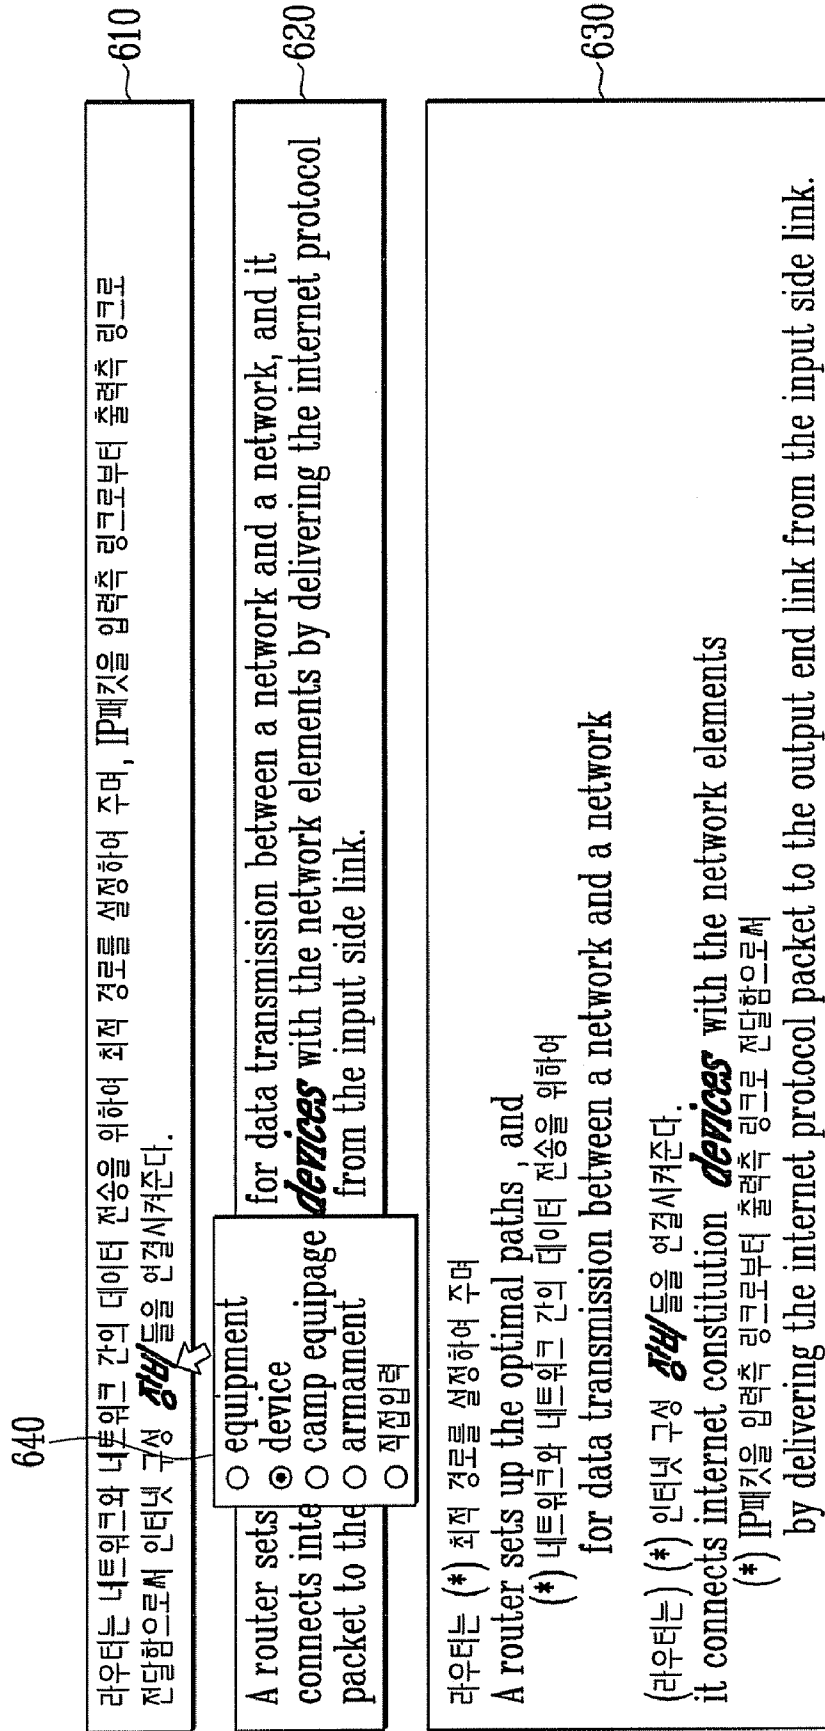 라우터는 네트워크와 네트워크 간의 데이터 전송을 위하여 최적 경로를 설정하여 주며, IP패킷을 입력측 링크로부터 출력측 링크로
전달함으로써 인터넷 구성 장비들을 연결시켜준다.
610
640
equipment
device
camp equipage
armament
직접입력
A router sets for data transmission between a network and a network, and it
connects inte devices with the network elements by delivering the internet protocol
packet to the from the input side link.
620
라우터는 (*) 최적 경로를 설정하여 주며
A router sets up the optimal paths , and
(*) 네트워크와 네트워크 간의 데이터 전송을 위하여
for data transmission between a network and a network
(라우터는) (*) 인터넷 구성 장비들을 연결시켜준다.
it connects internet constitution devices with the network elements
(*) IP패킷을 입력측 링크로부터 출력측 링크로 전달함으로써
by delivering the internet protocol packet to the output end link from the input side link.
630